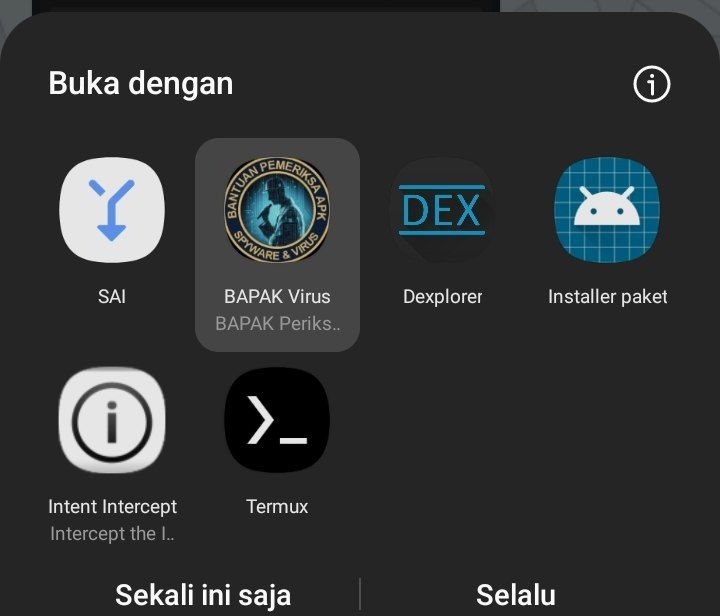 Buka dengan
BANTUAN PEMERIKSA APK
SPYWARE & VIRUS
DEX
SAI
BAPAK Virus
Dexplorer
Installer paket
BAPAK Periks..
Intent Intercept
Termux
Intercept the I..
Sekali ini saja
Selalu